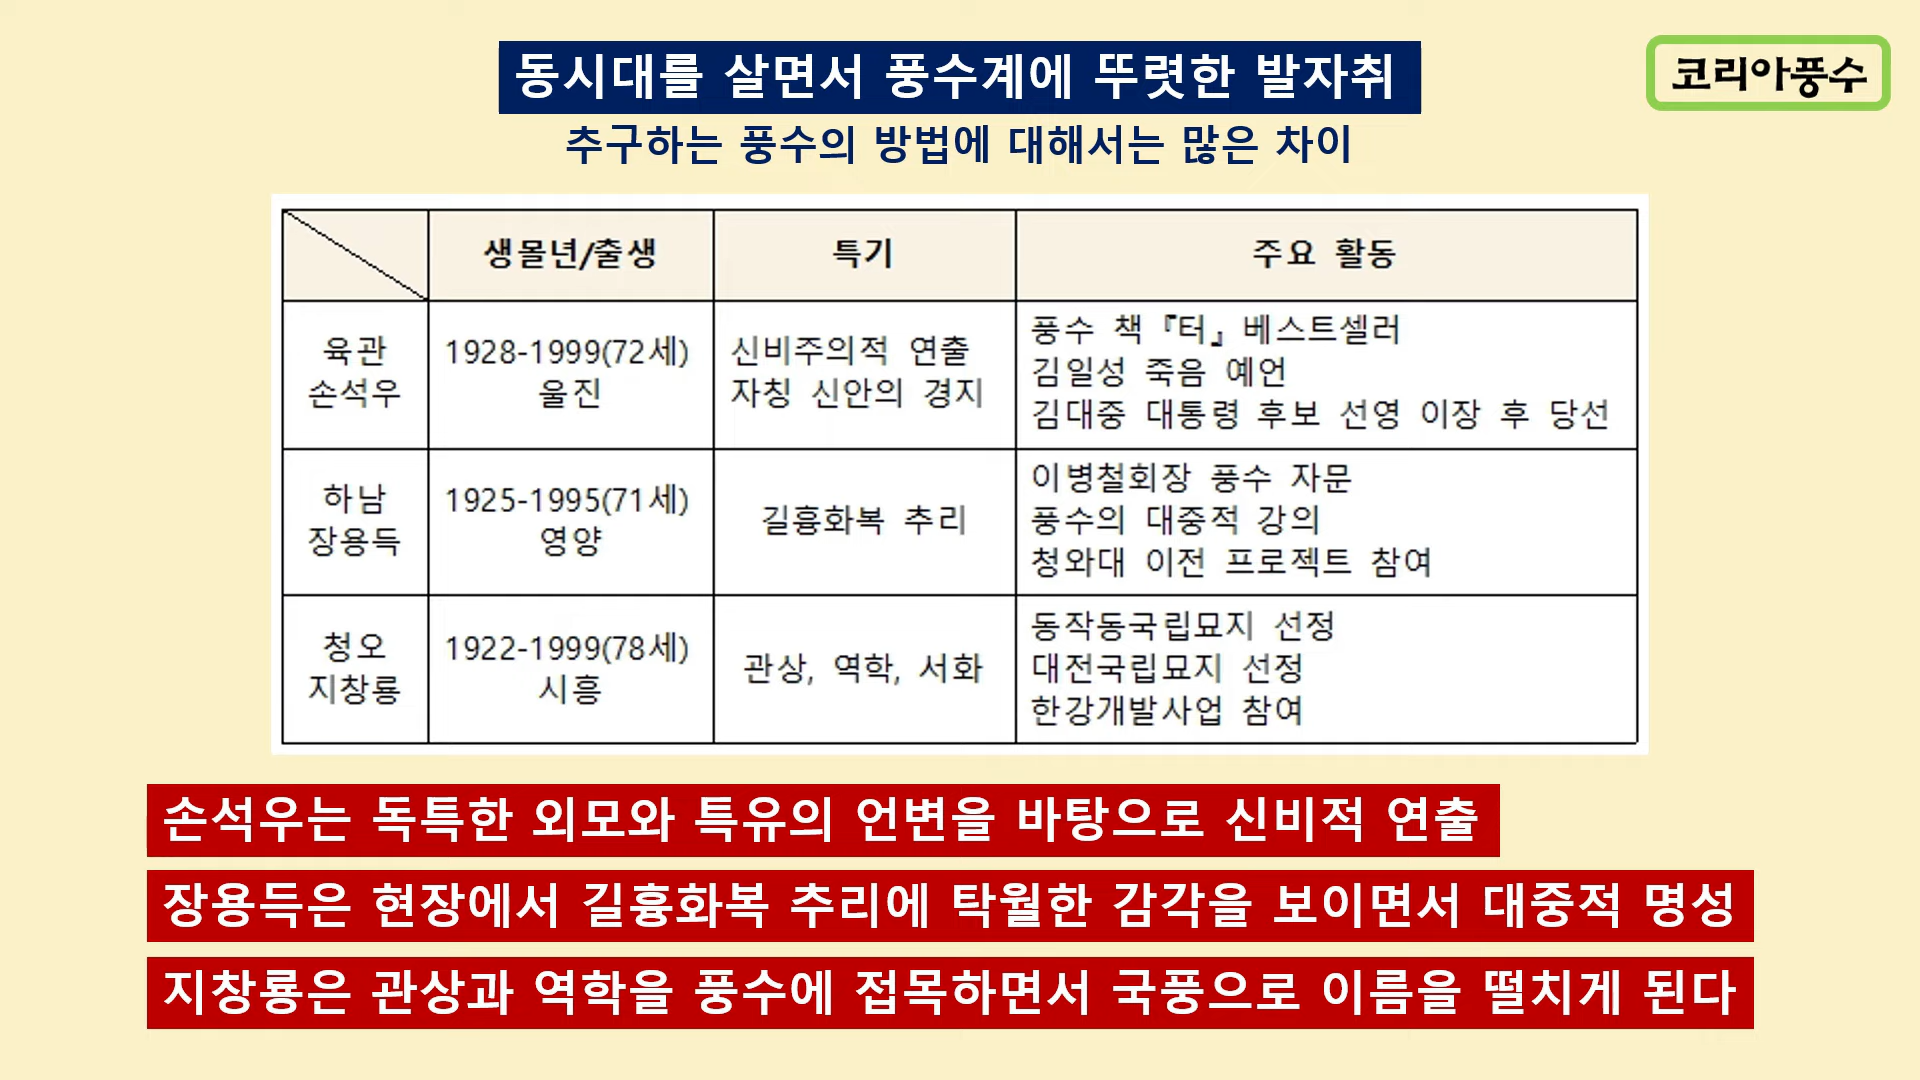 동시대를 살면서 풍수계에 뚜렷한 발자취
코리아풍수
추구하는 풍수의 방법에 대해서는 많은 차이
생몰년/출생
특기
주요 활동
육관
손석우
1928-1999(72세)
울진
신비주의적 연출
자칭 신안의 경지
풍수 책 『터』 베스트셀러
김일성 죽음 예언
김대중 대통령 후보 선영 이장 후 당선
하남
장용득
1925-1995(71세)
영양
길흉화복 추리
이병철회장 풍수 자문
풍수의 대중적 강의
청와대 이전 프로젝트 참여
청오
지창룡
1922-1999(78세)
시흥
관상, 역학, 서화
동작동국립묘지 선정
대전국립묘지 선정
한강개발사업 참여
손석우는 독특한 외모와 특유의 언변을 바탕으로 신비적 연출
장용득은 현장에서 길흉화복 추리에 탁월한 감각을 보이면서 대중적 명성
지창룡은 관상과 역학을 풍수에 접목하면서 국풍으로 이름을 떨치게 된다